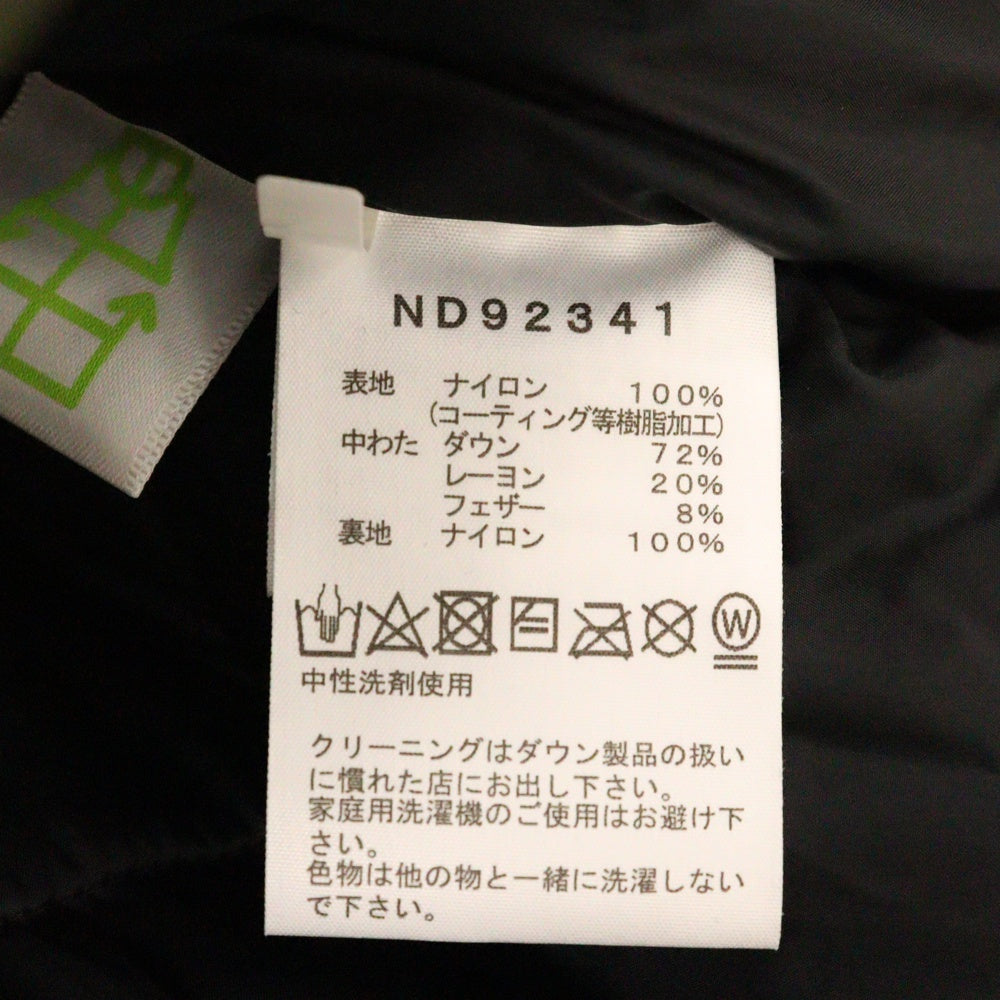 ND92341
表地 ナイロン 100%
(コーティング等樹脂加工)
中わた ダウン 72%
レーヨン 20%
フェザー 8%
裏地 ナイロン 100%
W
中性洗剤使用
クリーニングはダウン製品の扱い
に慣れた店にお出し下さい。
家庭用洗濯機のご使用はお避け下
さい。
色物は他の物と一緒に洗濯しない
で下さい。